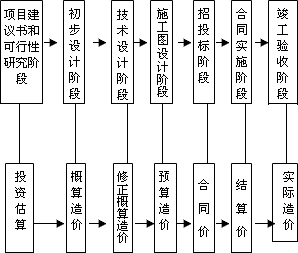 项目建
议书和
可行性
研究阶
段
初步设计阶段
技术设计阶段
施工图设计阶段
招投标阶段
合同实施阶段
竣工验收阶段
投资估算
概算造价
修正概算造价
预算造价
合同价
结算价
实际造价